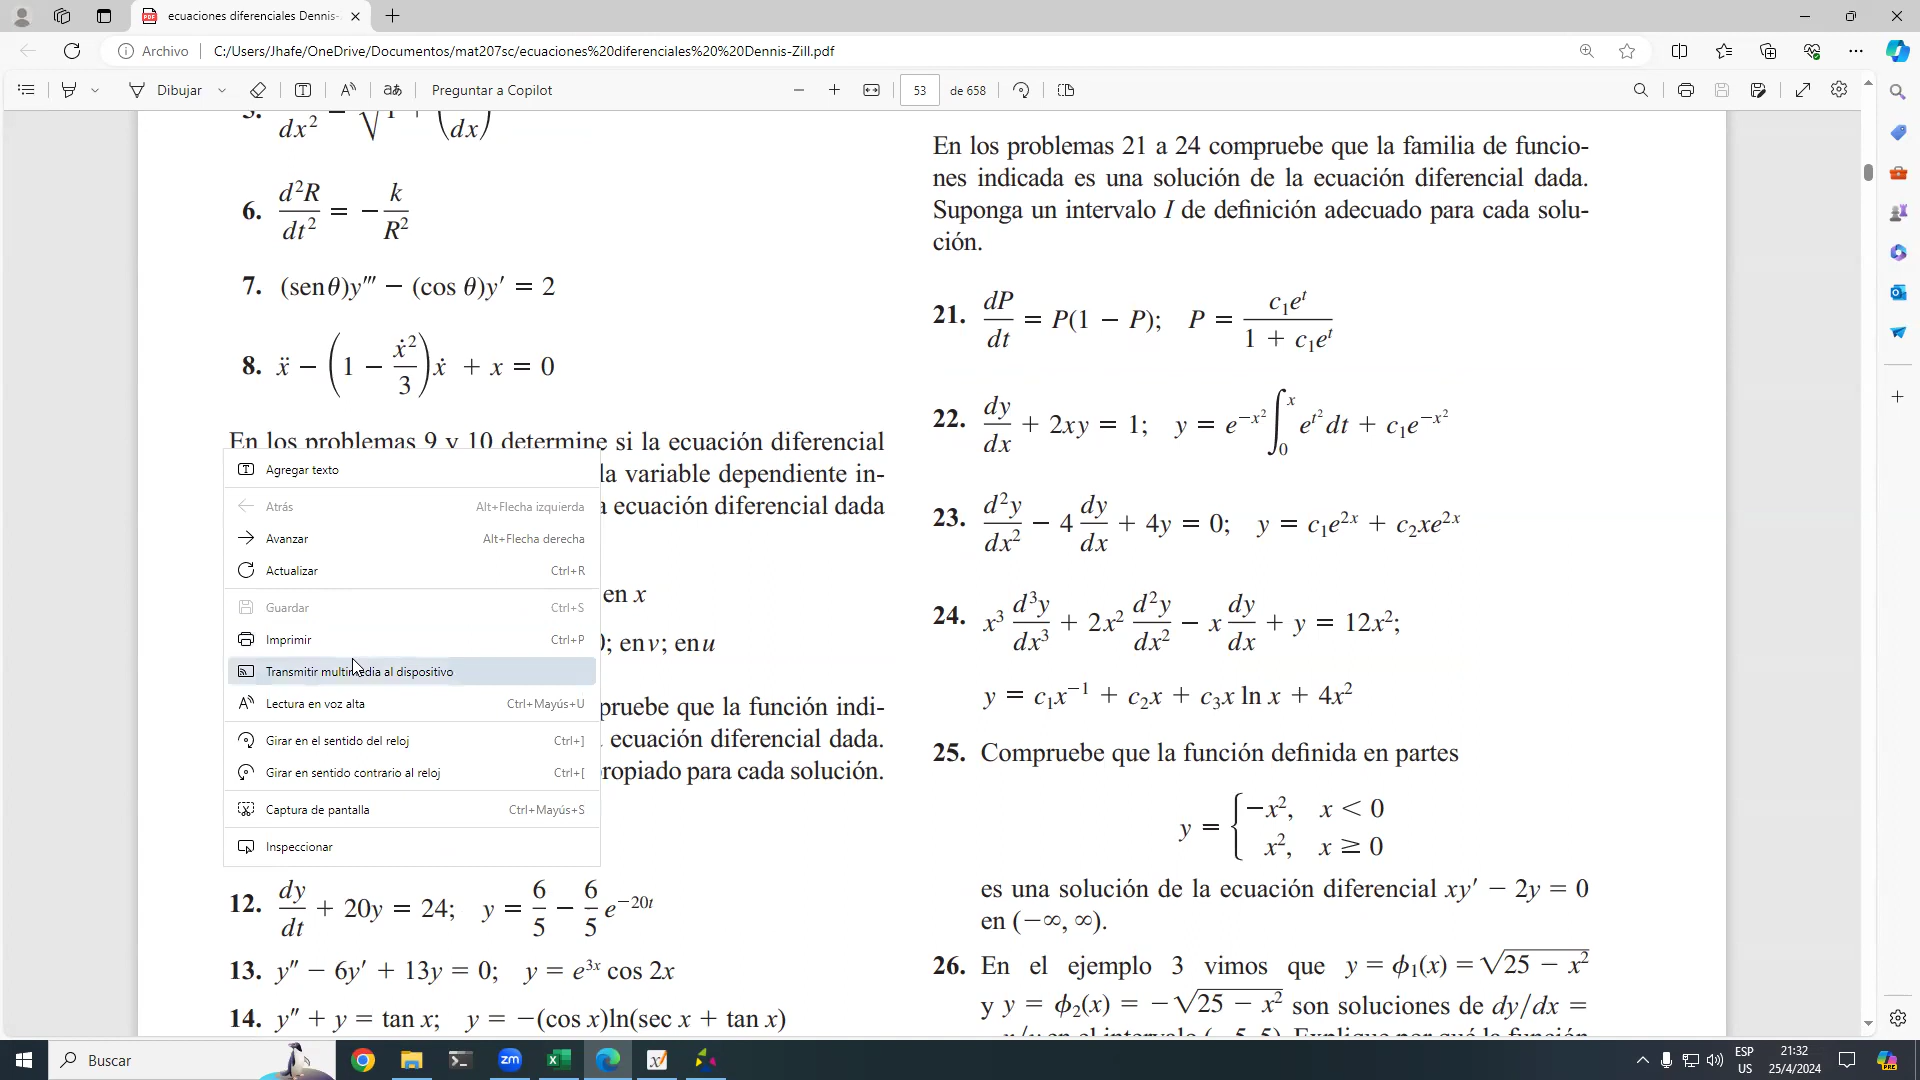 ecuaciones diferenciales Dennis-
Archivo
C:/Users/Jhafe/OneDrive/Documentos/mat207sc/ecuaciones%20diferenciales%20%20Dennis-Zill.pdf
Dibujar
aあ
Preguntar a Copilot
53
de 658
6. d²R/dt² = −k/R²
7. (senθ)y''' − (cos θ)y' = 2
8. ẍ − (1 − ẋ²/3)ẋ + x = 0
En los problemas 9 y 10 determine si la ecuación diferencial
la variable dependiente in-
a ecuación diferencial dada
en x
); en v; en u
pruebe que la función indi-
ecuación diferencial dada.
ropiado para cada solución.
Agregar texto
Atrás Alt+Flecha izquierda
Avanzar Alt+Flecha derecha
Actualizar Ctrl+R
Guardar Ctrl+S
Imprimir Ctrl+P
Transmitir multimedia al dispositivo
Lectura en voz alta Ctrl+Mayús+U
Girar en el sentido del reloj Ctrl+]
Girar en sentido contrario al reloj Ctrl+[
Captura de pantalla Ctrl+Mayús+S
Inspeccionar
12. dy/dt + 20y = 24; y = 6/5 − 6/5 e⁻²⁰ᵗ
13. y'' − 6y' + 13y = 0; y = e³ˣ cos 2x
14. y'' + y = tan x; y = −(cos x)ln(sec x + tan x)
En los problemas 21 a 24 compruebe que la familia de funcio-
nes indicada es una solución de la ecuación diferencial dada.
Suponga un intervalo I de definición adecuado para cada solu-
ción.
21. dP/dt = P(1 − P); P = c₁eᵗ/(1 + c₁eᵗ)
22. dy/dx + 2xy = 1; y = e^(−x²) ∫₀ˣ e^(t²) dt + c₁e^(−x²)
23. d²y/dx² − 4 dy/dx + 4y = 0; y = c₁e²ˣ + c₂xe²ˣ
24. x³ d³y/dx³ + 2x² d²y/dx² − x dy/dx + y = 12x²;
y = c₁x⁻¹ + c₂x + c₃x ln x + 4x²
25. Compruebe que la función definida en partes
y = { −x², x < 0
x², x ≥ 0
es una solución de la ecuación diferencial xy' − 2y = 0
en (−∞, ∞).
26. En el ejemplo 3 vimos que y = ϕ₁(x) = √(25 − x²)
y y = ϕ₂(x) = −√(25 − x²) son soluciones de dy/dx =
Buscar
zm
ESP
US
21:32
25/4/2024
PRE